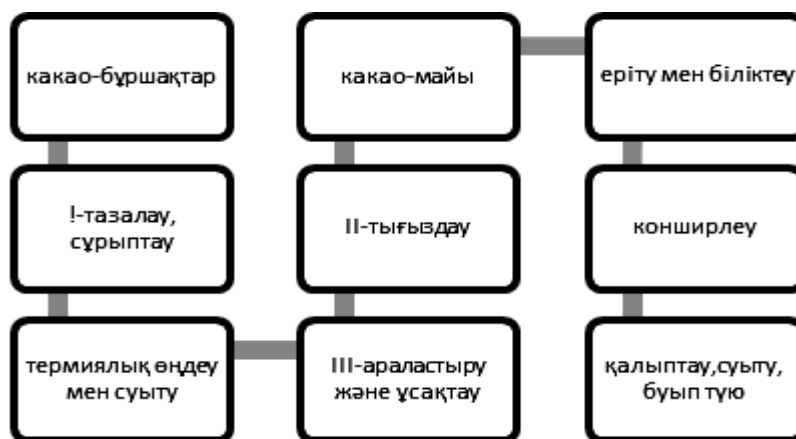 какао-бұршақтар
!-тазалау,
сұрыптау
термиялық өңдеу
мен суыту
III-араластыру
және ұсақтау
II-тығыздау
какао-майы
еріту мен біліктеу
конширлеу
қалыптау,суыту,
буып түю